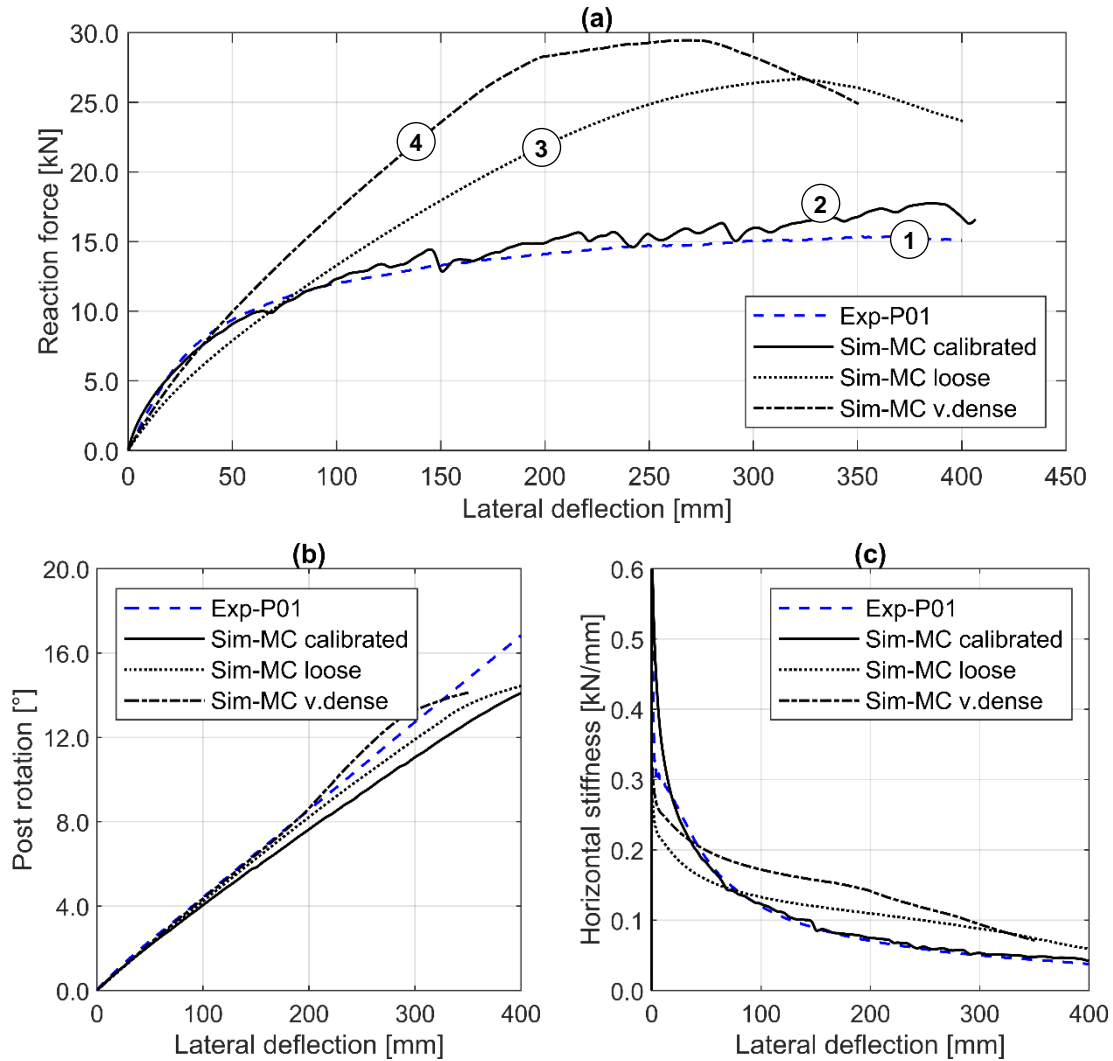 (a)
30.0
25.0
20.0
15.0
10.0
5.0
0.0
Reaction force [kN]
4
3
2
1
Exp-P01
Sim-MC calibrated
Sim-MC loose
Sim-MC v.dense
0 50 100 150 200 250 300 350 400 450
Lateral deflection [mm]
(b)
20.0
16.0
12.0
8.0
4.0
0.0
Post rotation [°]
Exp-P01
Sim-MC calibrated
Sim-MC loose
Sim-MC v.dense
0 100 200 300 400
Lateral deflection [mm]
(c)
0.6
0.5
0.4
0.3
0.2
0.1
0.0
Horizontal stiffness [kN/mm]
Exp-P01
Sim-MC calibrated
Sim-MC loose
Sim-MC v.dense
0 100 200 300 400
Lateral deflection [mm]